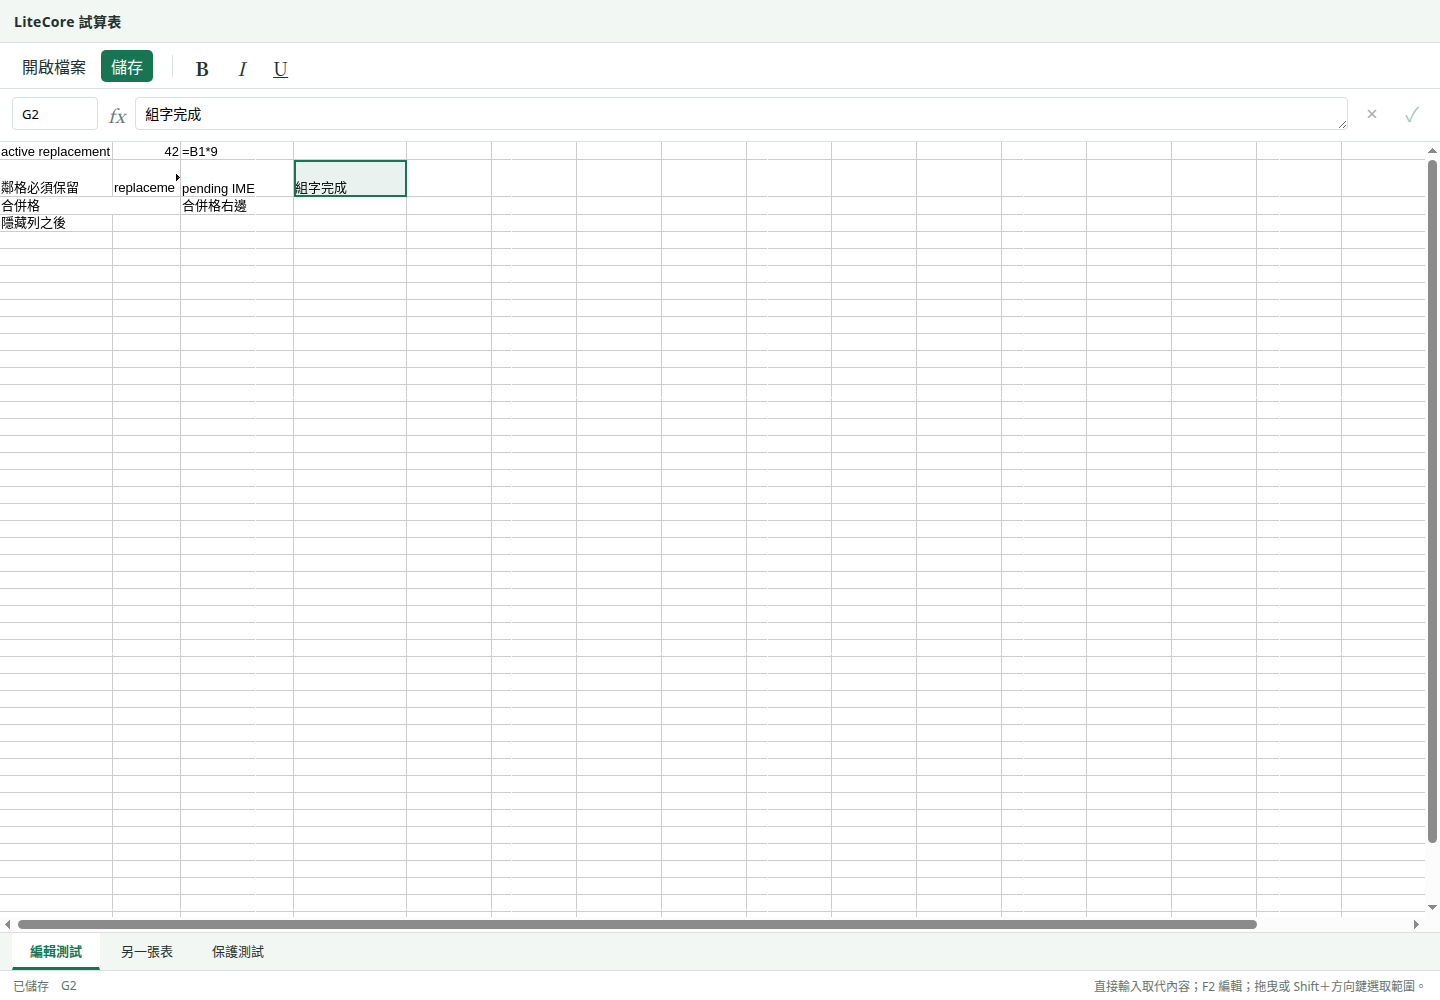 LiteCore 試算表
開啟檔案 儲存 B I U
G2 fx 組字完成 × ✓
active replacement 42 =B1*9
鄰格必須保留 replaceme pending IME 組字完成
合併格 合併格右邊
隱藏列之後
編輯測試 另一張表 保護測試
已儲存 G2 直接輸入取代內容；F2 編輯；拖曳或 Shift＋方向鍵選取範圍。